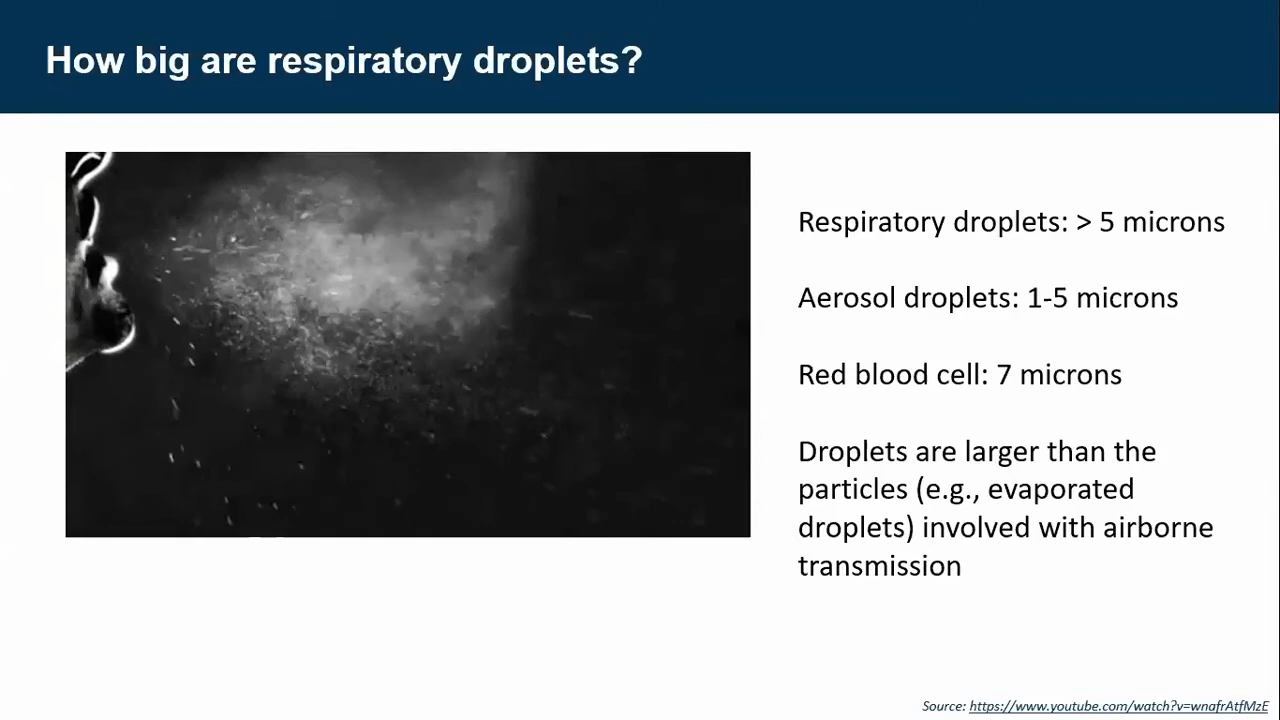 How big are respiratory droplets?
Respiratory droplets: > 5 microns
Aerosol droplets: 1-5 microns
Red blood cell: 7 microns
Droplets are larger than the
particles (e.g., evaporated
droplets) involved with airborne
transmission
Source: https://www.youtube.com/watch?v=wnafrAtfMzE